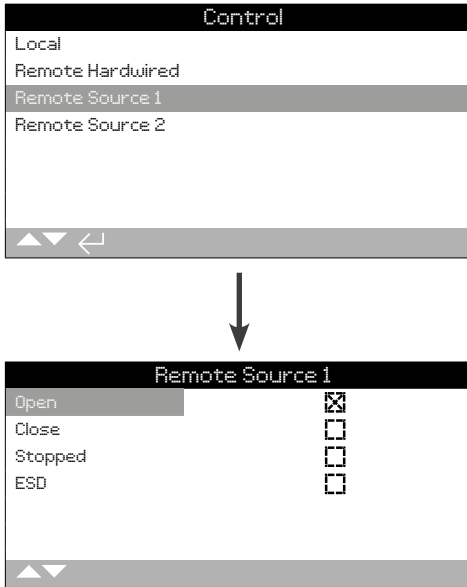 Control
Local
Remote Hardwired
Remote Source 1
Remote Source 2
Remote Source 1
Open
Close
Stopped
ESD